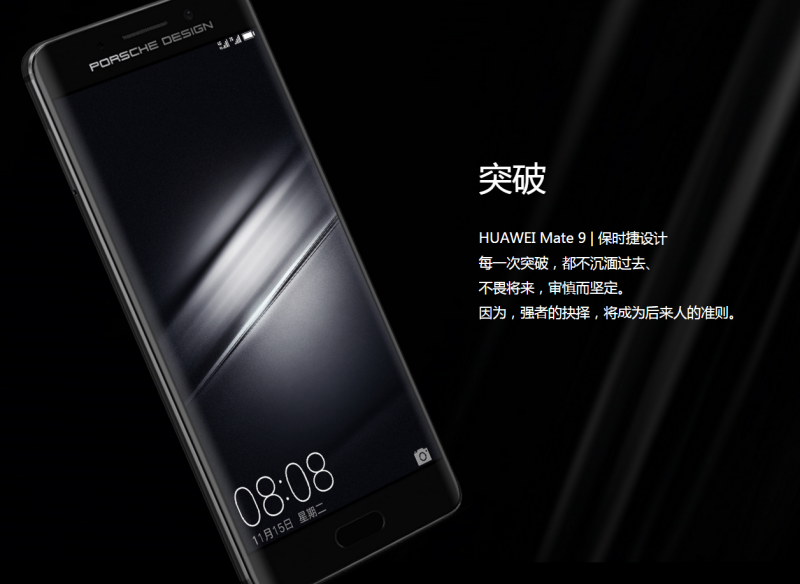 PORSCHE DESIGN
突破
HUAWEI Mate 9 | 保时捷设计
每一次突破，都不沉湎过去、
不畏将来，审慎而坚定。
因为，强者的抉择，将成为后来人的准则。
08:08
11月15日 星期二